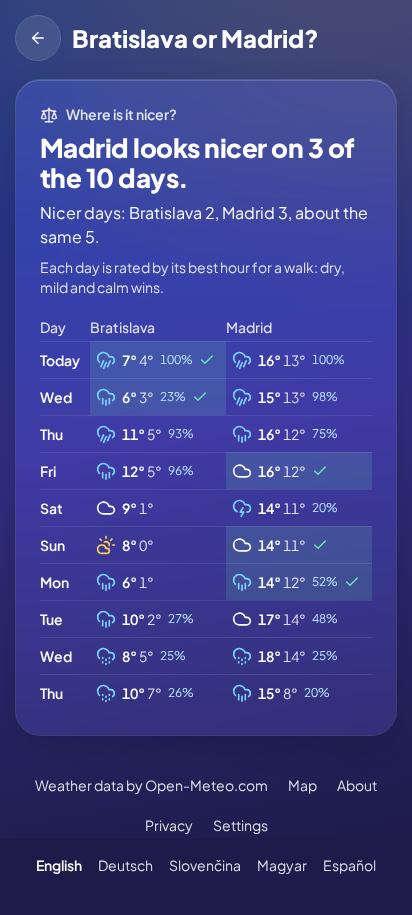 Bratislava or Madrid?
Where is it nicer?
Madrid looks nicer on 3 of
the 10 days.
Nicer days: Bratislava 2, Madrid 3, about the
same 5.
Each day is rated by its best hour for a walk: dry,
mild and calm wins.
Day Bratislava Madrid
Today 7° 4° 100% 16° 13° 100%
Wed 6° 3° 23% 15° 13° 98%
Thu 11° 5° 93% 16° 12° 75%
Fri 12° 5° 96% 16° 12°
Sat 9° 1° 14° 11° 20%
Sun 8° 0° 14° 11°
Mon 6° 1° 14° 12° 52%
Tue 10° 2° 27% 17° 14° 48%
Wed 8° 5° 25% 18° 14° 25%
Thu 10° 7° 26% 15° 8° 20%
Weather data by Open-Meteo.com Map About
Privacy Settings
English Deutsch Slovenčina Magyar Español